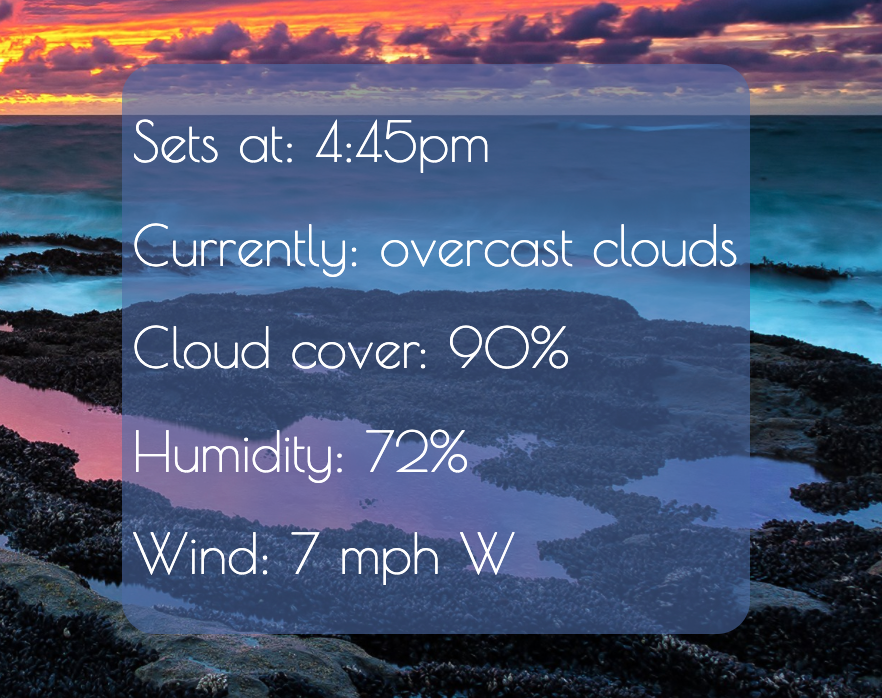 Sets at: 4:45pm
Currently: overcast clouds
Cloud cover: 90%
Humidity: 72%
Wind: 7 mph W